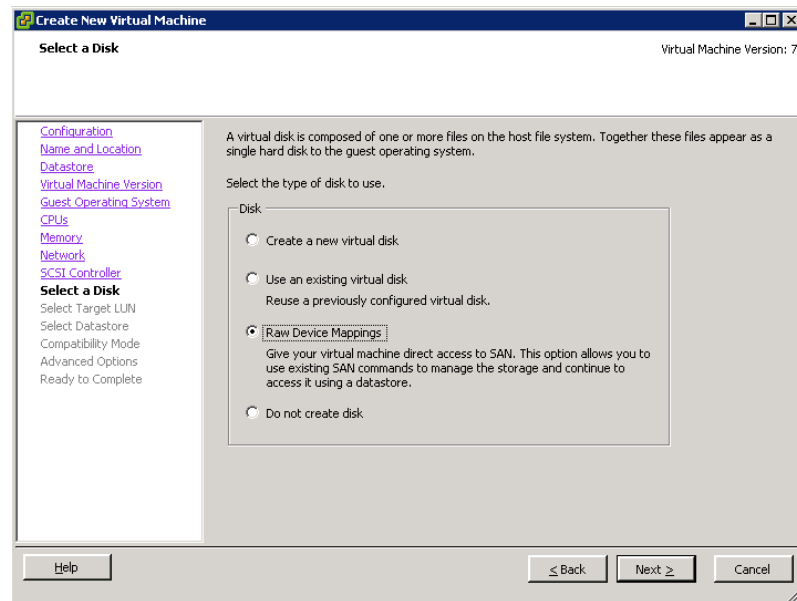 Create New Virtual Machine
Select a Disk
Virtual Machine Version: 7
Configuration
Name and Location
Datastore
Virtual Machine Version
Guest Operating System
CPUs
Memory
Network
SCSI Controller
Select a Disk
Select Target LUN
Select Datastore
Compatibility Mode
Advanced Options
Ready to Complete
A virtual disk is composed of one or more files on the host file system. Together these files appear as a
single hard disk to the guest operating system.
Select the type of disk to use.
Disk
Create a new virtual disk
Use an existing virtual disk
Reuse a previously configured virtual disk.
Raw Device Mappings
Give your virtual machine direct access to SAN. This option allows you to
use existing SAN commands to manage the storage and continue to
access it using a datastore.
Do not create disk
Help
≤ Back
Next ≥
Cancel